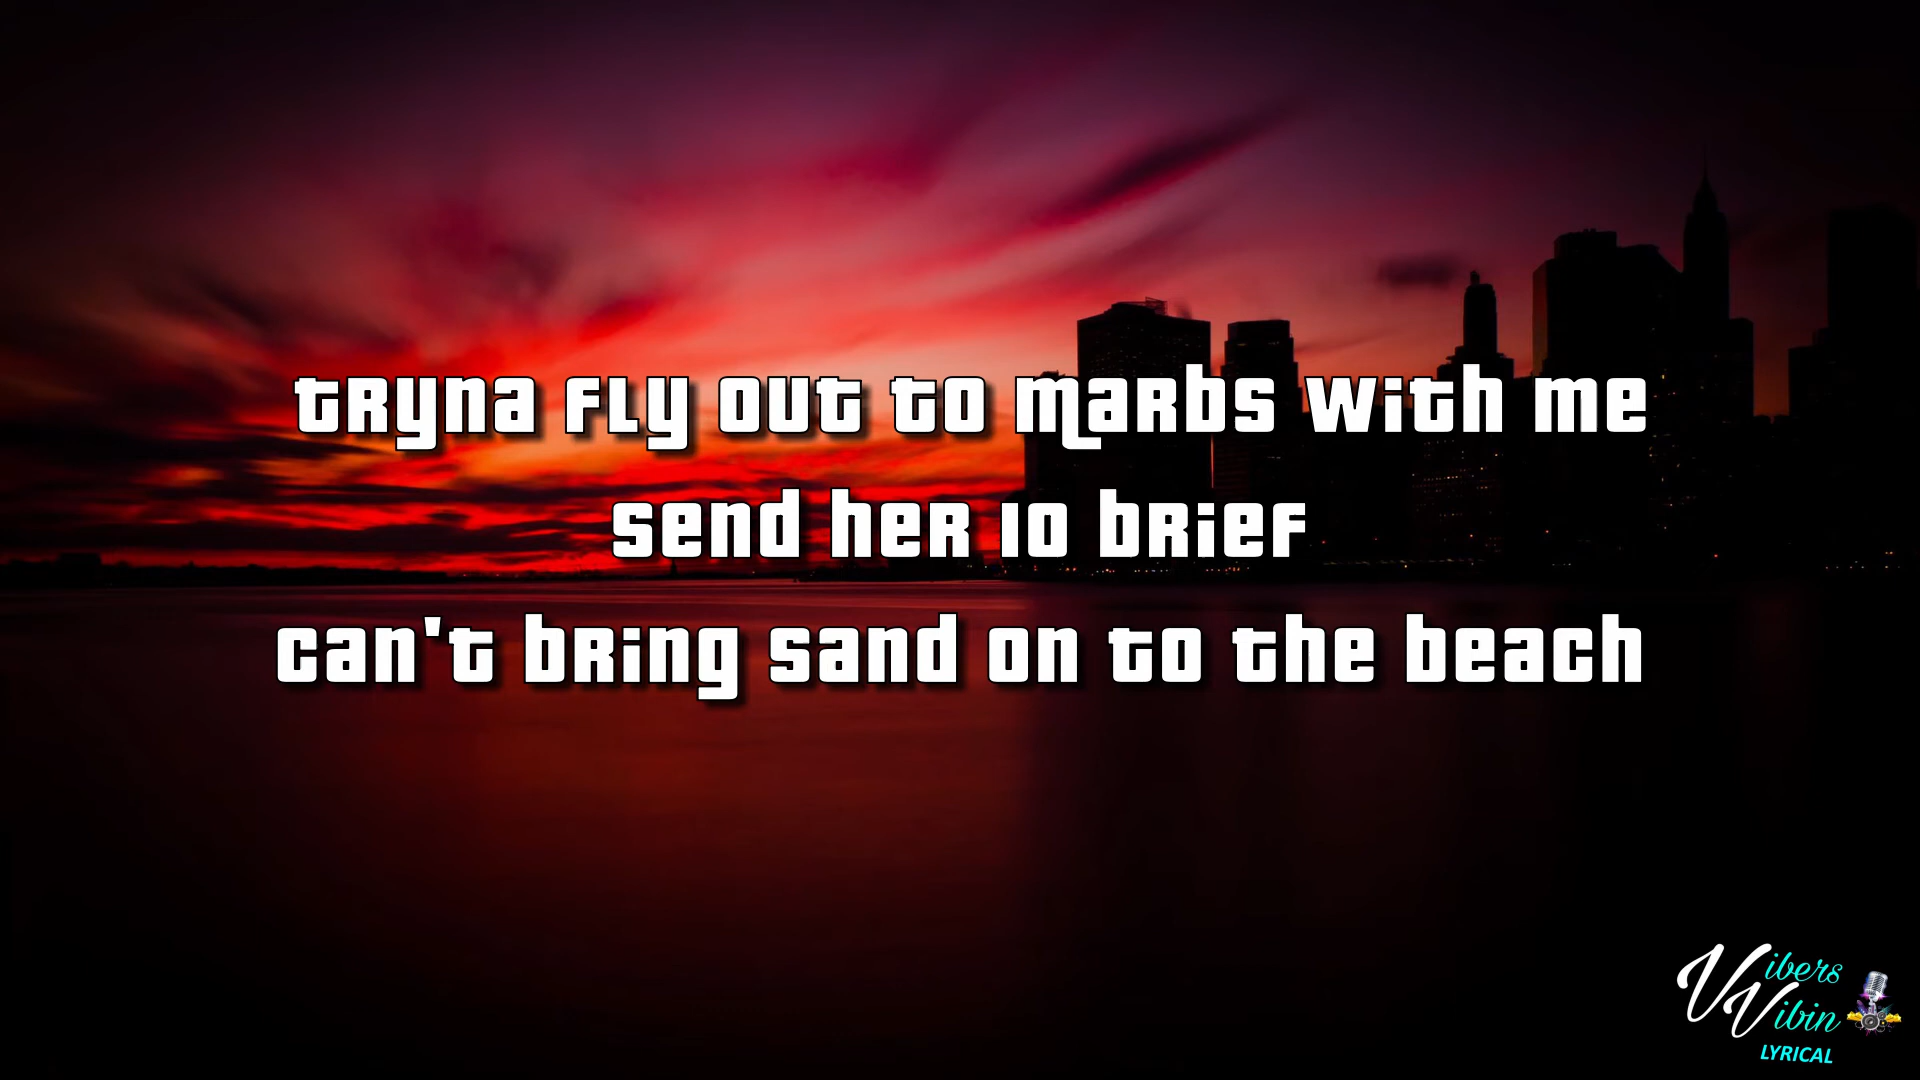 tryna fly out to marbs with me
send her 10 brief
can't bring sand on to the beach
Vibers
Vibin
LYRICAL